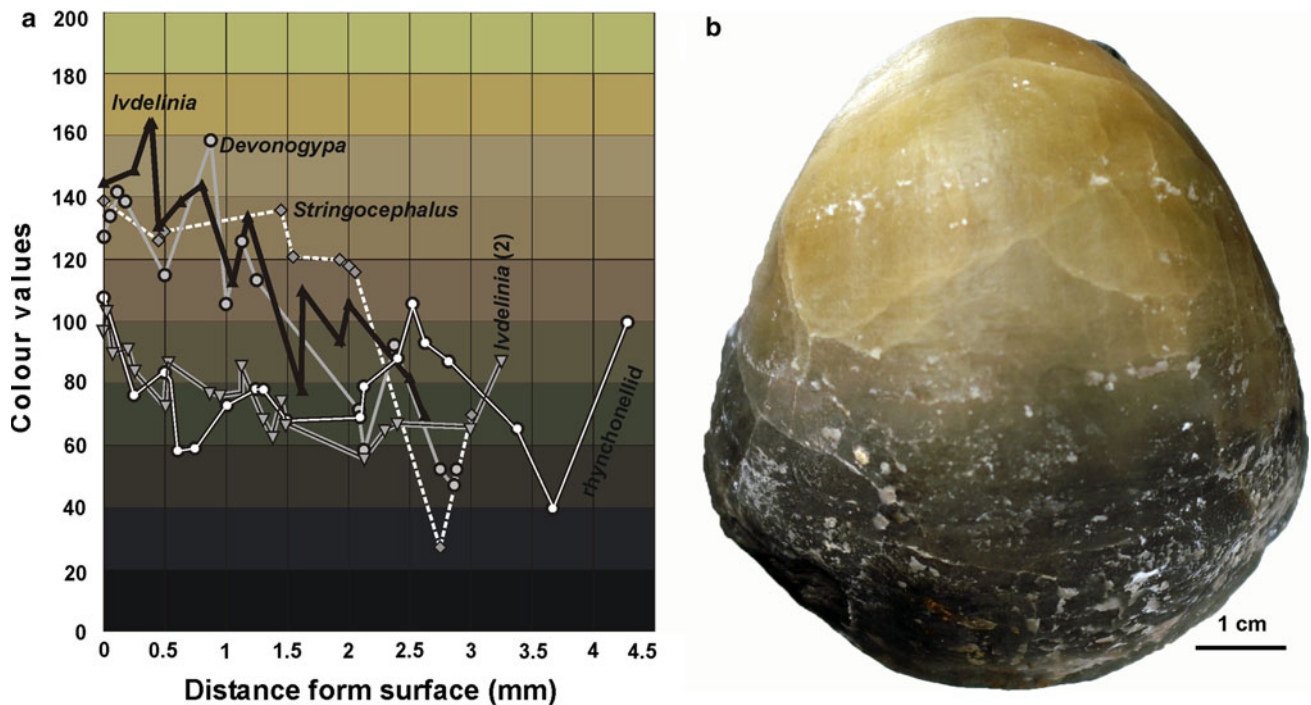 a
b
200
180
160
140
120
100
80
60
40
20
0
Colour values
Ivdelinia
Devonogypa
Stringocephalus
Ivdelinia (2)
rhynchonellid
0 0.5 1 1.5 2 2.5 3 3.5 4 4.5
Distance form surface (mm)
1 cm